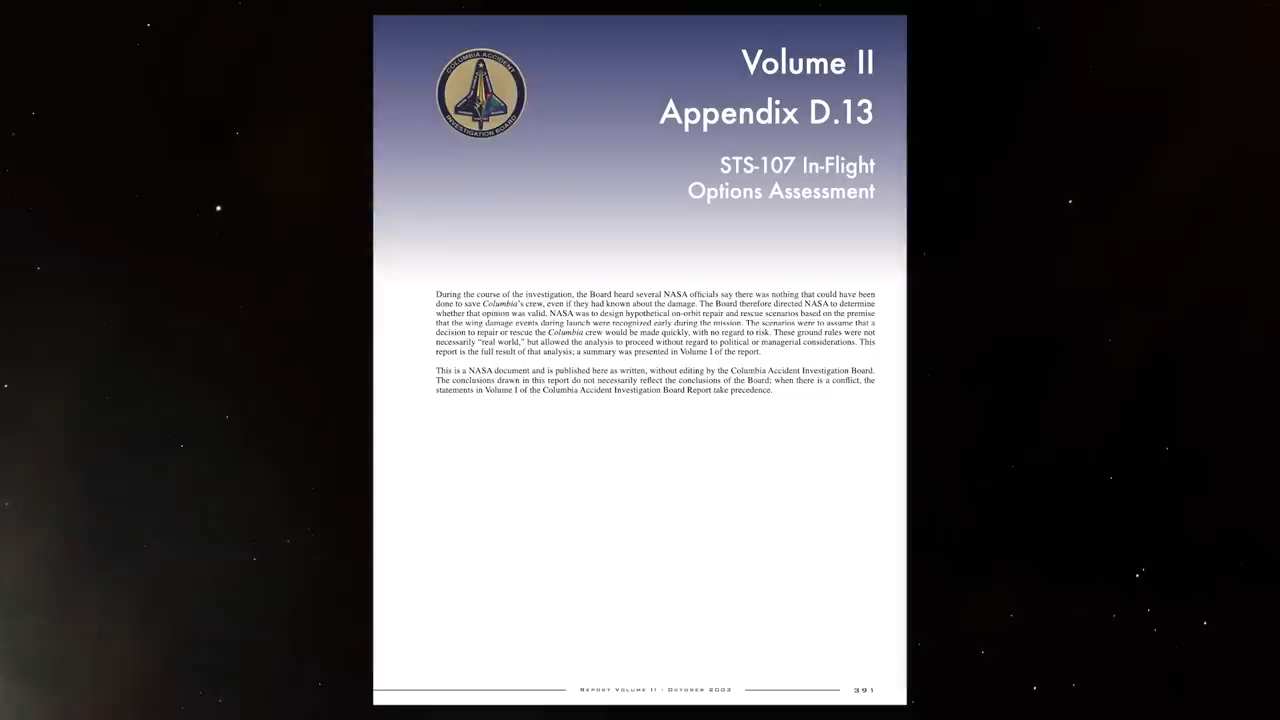 COLUMBIA ACCIDENT
INVESTIGATION BOARD
Volume II
Appendix D.13
STS-107 In-Flight
Options Assessment
During the course of the investigation, the Board heard several NASA officials say there was nothing that could have been
done to save Columbia's crew, even if they had known about the damage. The Board therefore directed NASA to determine
whether that opinion was valid. NASA was to design hypothetical on-orbit repair and rescue scenarios based on the premise
that the wing damage events during launch were recognized early during the mission. The scenarios were to assume that a
decision to repair or rescue the Columbia crew would be made quickly, with no regard to risk. These ground rules were not
necessarily “real world,” but allowed the analysis to proceed without regard to political or managerial considerations. This
report is the full result of that analysis; a summary was presented in Volume I of the report.
This is a NASA document and is published here as written, without editing by the Columbia Accident Investigation Board.
The conclusions drawn in this report do not necessarily reflect the conclusions of the Board; when there is a conflict, the
statements in Volume I of the Columbia Accident Investigation Board Report take precedence.
REPORT VOLUME II • OCTOBER 2003
391